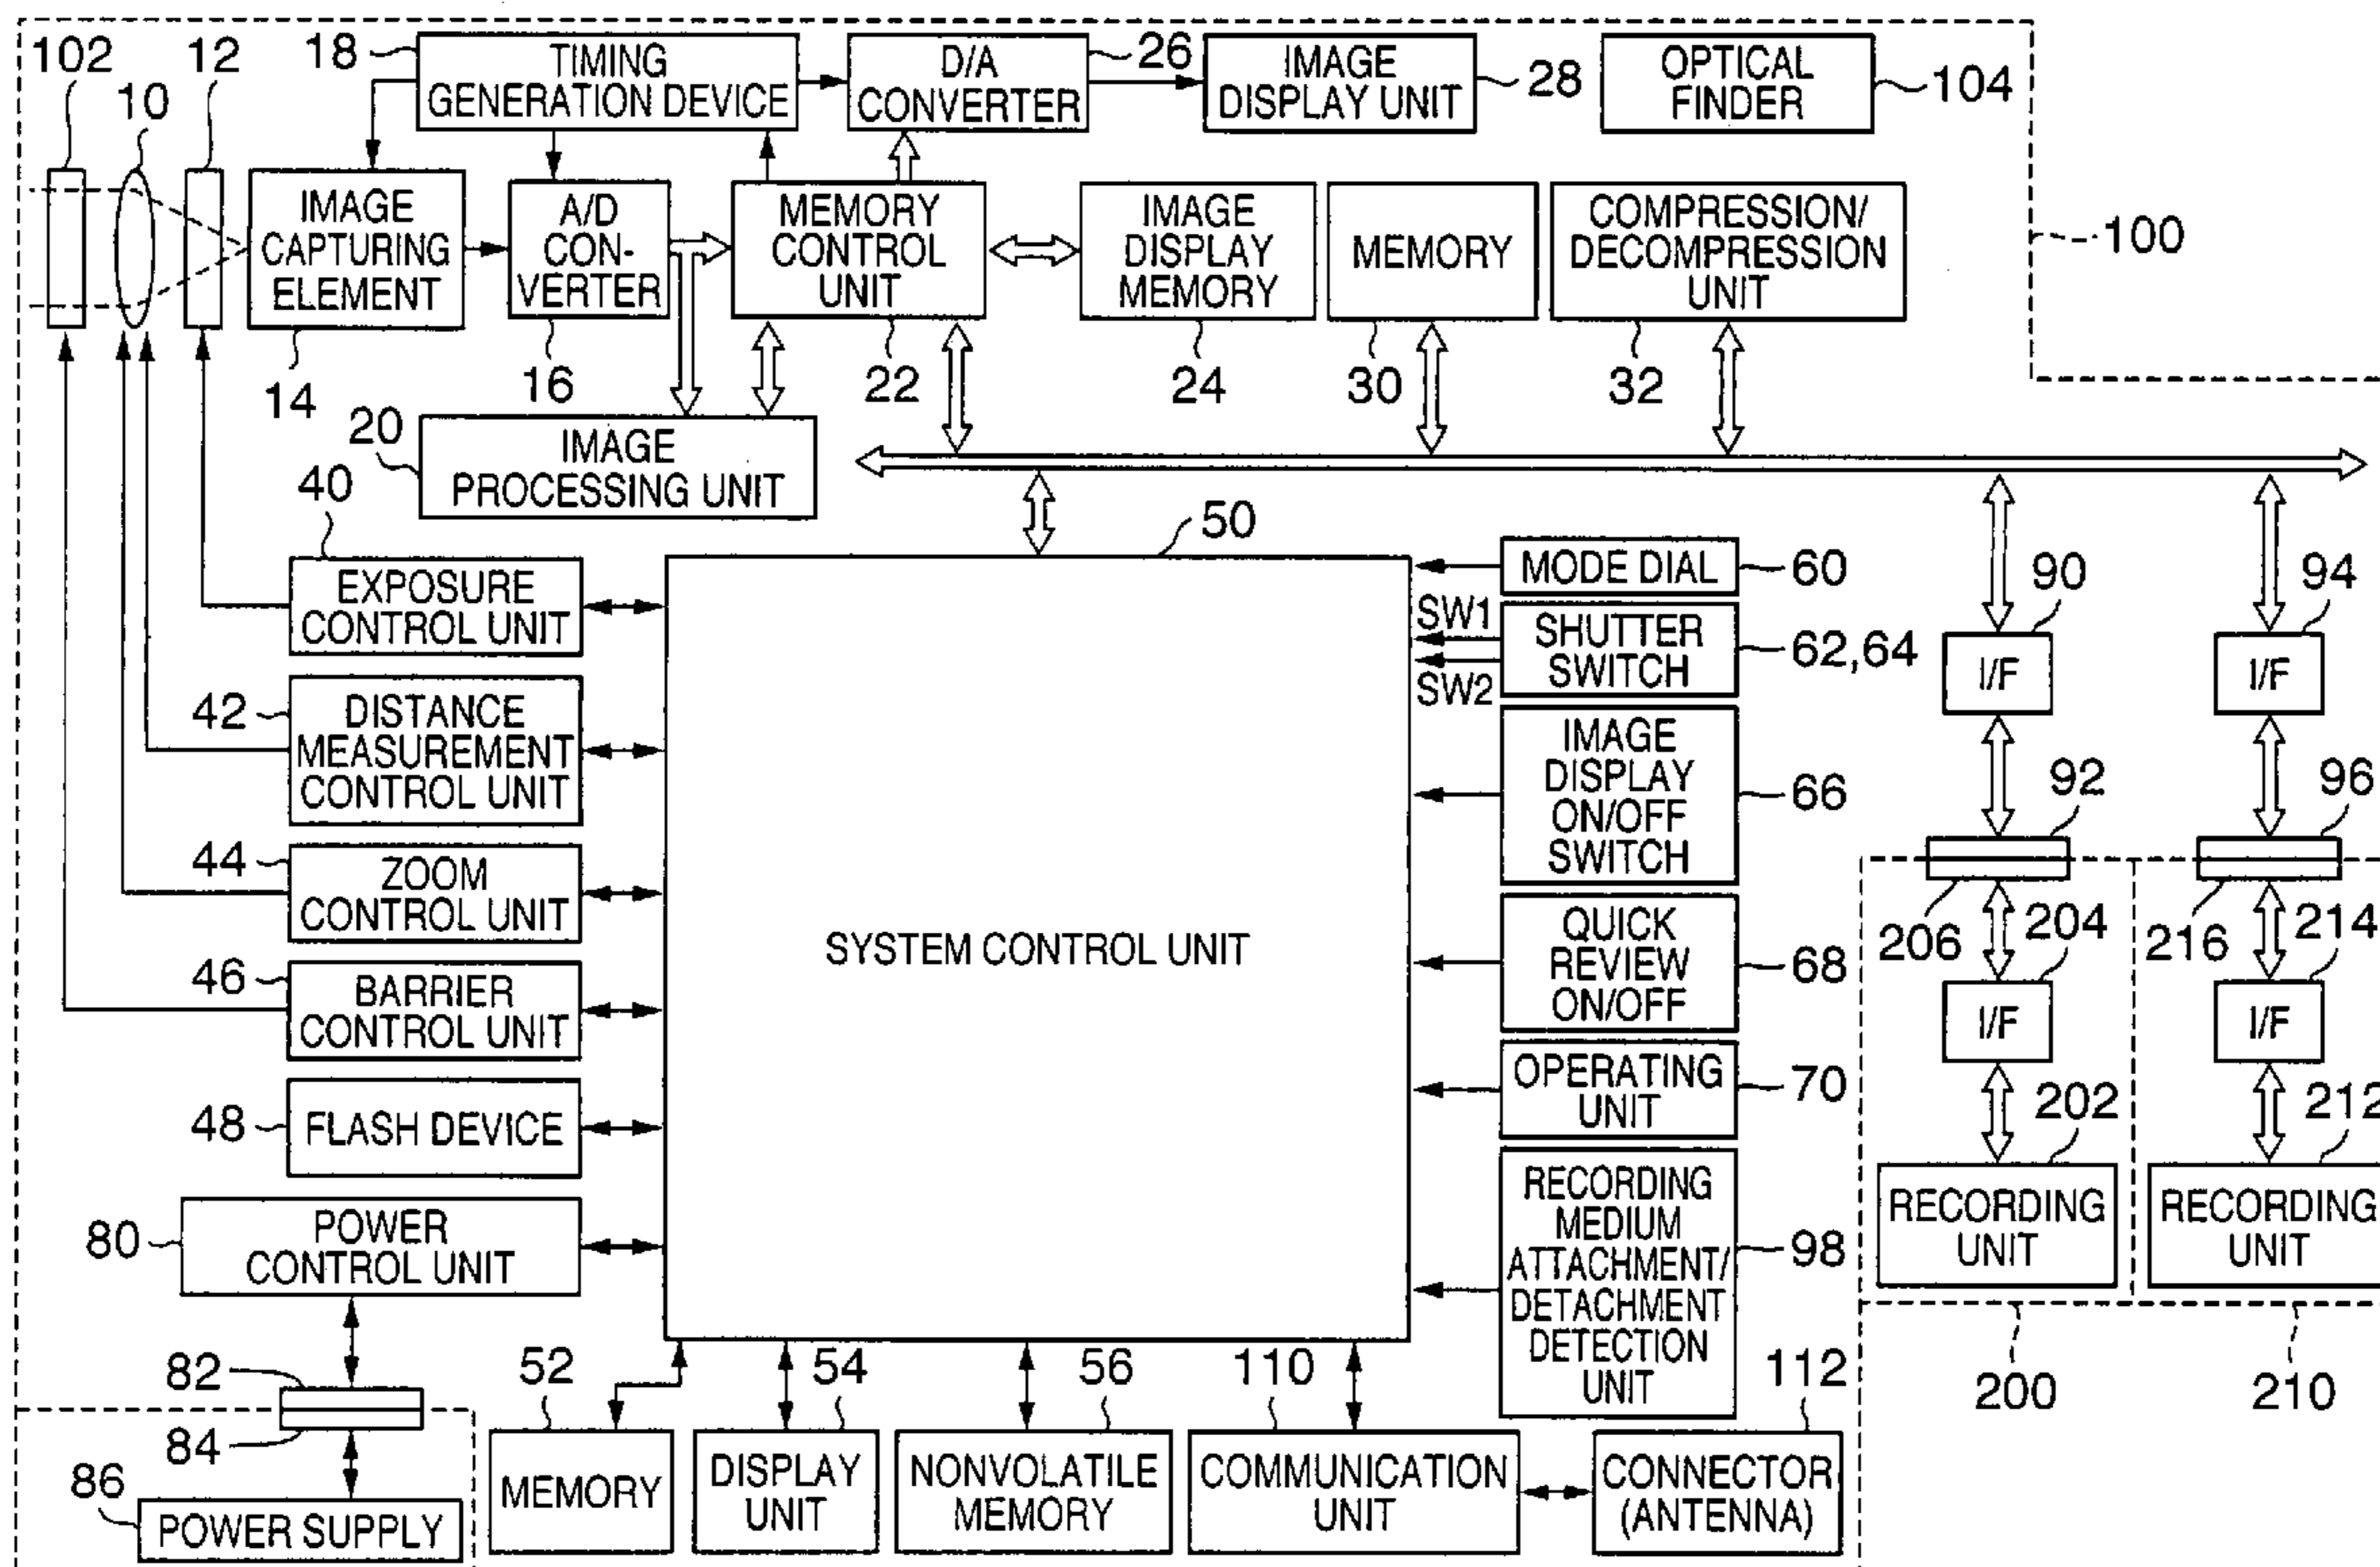 102
10
12
18
TIMING
GENERATION DEVICE
D/A
CONVERTER
26
IMAGE
DISPLAY UNIT
28
OPTICAL
FINDER
104
100
IMAGE
CAPTURING
ELEMENT
14
A/D
CON-
VERTER
16
MEMORY
CONTROL
UNIT
22
IMAGE
DISPLAY
MEMORY
24
MEMORY
30
COMPRESSION/
DECOMPRESSION
UNIT
32
20
IMAGE
PROCESSING UNIT
40
EXPOSURE
CONTROL UNIT
42
DISTANCE
MEASUREMENT
CONTROL UNIT
44
ZOOM
CONTROL UNIT
46
BARRIER
CONTROL UNIT
48
FLASH DEVICE
80
POWER
CONTROL UNIT
82
84
86
POWER SUPPLY
50
SYSTEM CONTROL UNIT
MODE DIAL
60
SW1
SW2
SHUTTER
SWITCH
62,64
IMAGE
DISPLAY
ON/OFF
SWITCH
66
QUICK
REVIEW
ON/OFF
68
OPERATING
UNIT
70
RECORDING
MEDIUM
ATTACHMENT/
DETACHMENT
DETECTION
UNIT
98
90
I/F
92
206
204
I/F
202
RECORDING
UNIT
200
94
I/F
96
216
214
I/F
212
RECORDING
UNIT
210
52
MEMORY
54
DISPLAY
UNIT
56
NONVOLATILE
MEMORY
110
COMMUNICATION
UNIT
112
CONNECTOR
(ANTENNA)